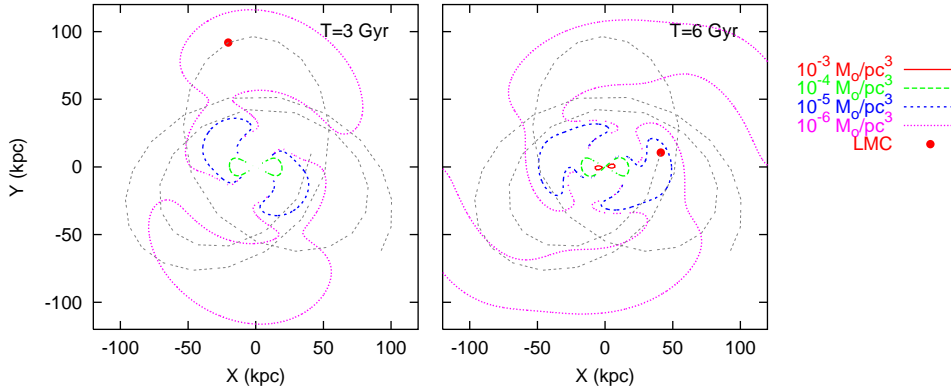 T=3 Gyr
T=6 Gyr
100
50
0
-50
-100
Y (kpc)
-100 -50 0 50 100
-100 -50 0 50 100
X (kpc)
X (kpc)
10⁻³ Mₒ/pc³
10⁻⁴ Mₒ/pc³
10⁻⁵ Mₒ/pc³
10⁻⁶ Mₒ/pc³
LMC